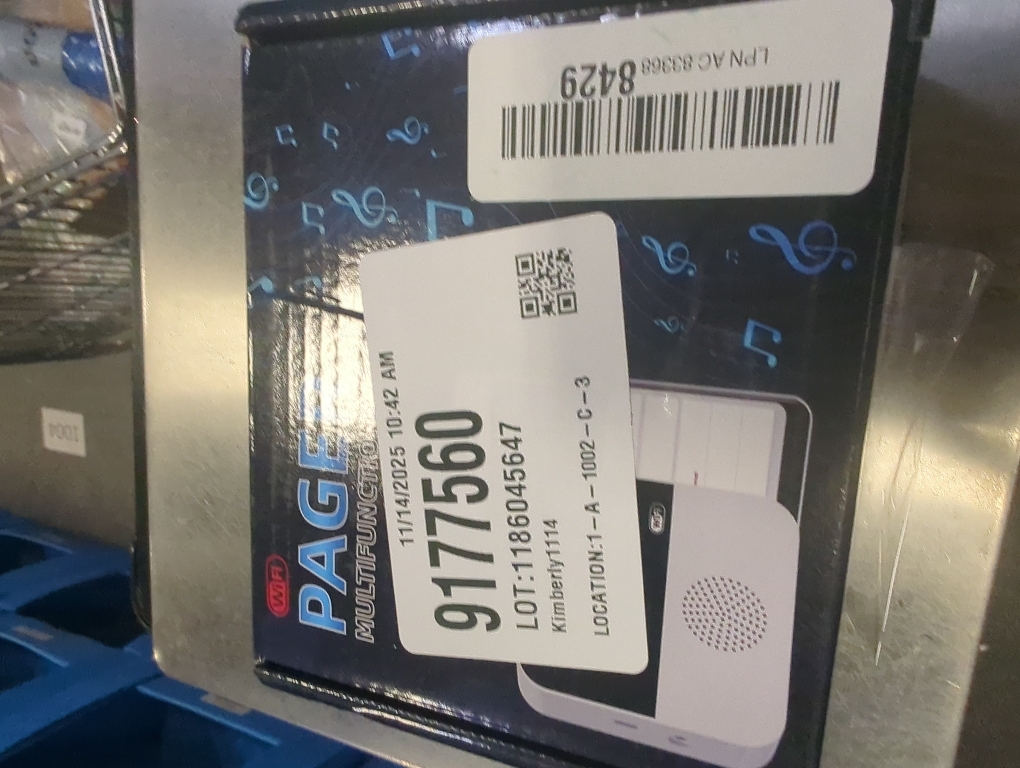 WiFi
PAGE
MULTIFUNCTIO
11/14/2025 10:42 AM
9177560
LOT:1186045647
Kimberly1114
LOCATION:1-A-1002-C-3
WiFi
LPN AC 83368 8429
1004